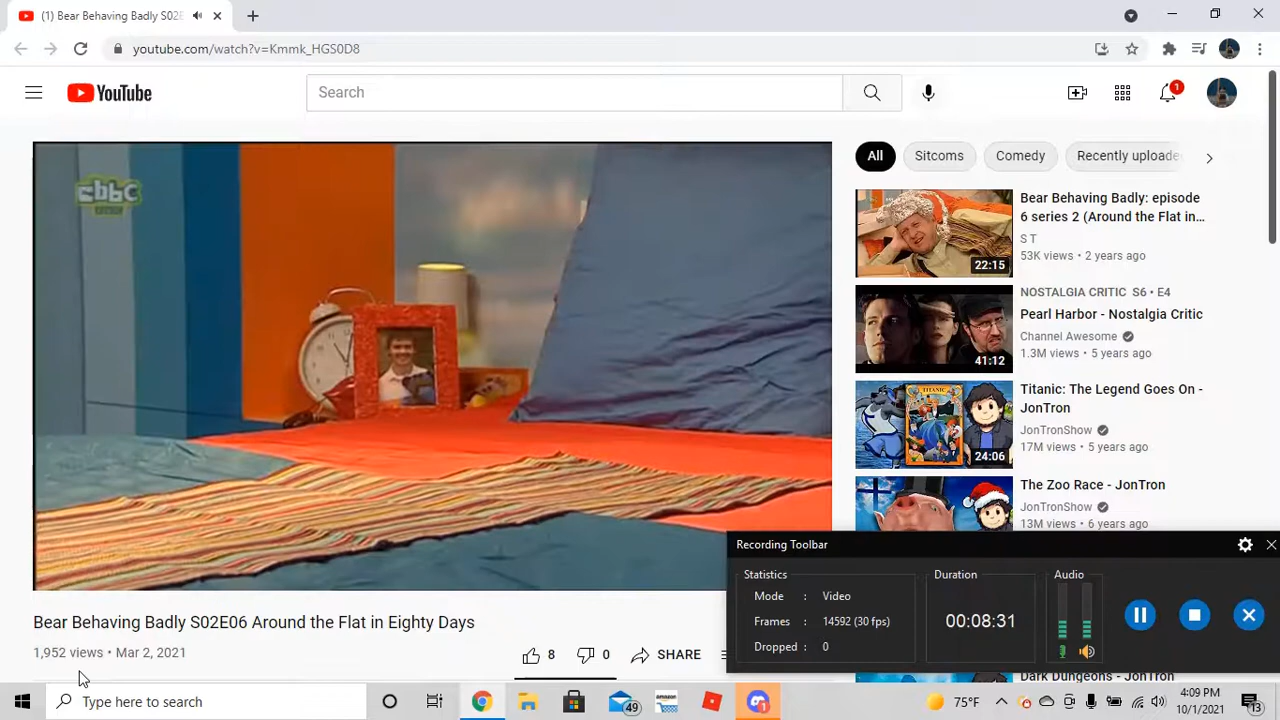 (1) Bear Behaving Badly S02E
youtube.com/watch?v=Kmmk_HGS0D8
YouTube
Search
1
cbbc
All
Sitcoms
Comedy
Recently uploade
Bear Behaving Badly: episode
6 series 2 (Around the Flat in...
S T
53K views • 2 years ago
22:15
NOSTALGIA CRITIC S6 • E4
Pearl Harbor - Nostalgia Critic
Channel Awesome
1.3M views • 5 years ago
41:12
Titanic: The Legend Goes On -
JonTron
JonTronShow
17M views • 5 years ago
TITANIC
24:06
The Zoo Race - JonTron
JonTronShow
13M views • 6 years ago
Recording Toolbar
Statistics
Mode : Video
Frames : 14592 (30 fps)
Dropped : 0
Duration
00:08:31
Audio
Dark Dungeons - JonTron
Bear Behaving Badly S02E06 Around the Flat in Eighty Days
1,952 views • Mar 2, 2021
8
0
SHARE
Type here to search
49
amazon
1
75°F
4:09 PM
10/1/2021
13